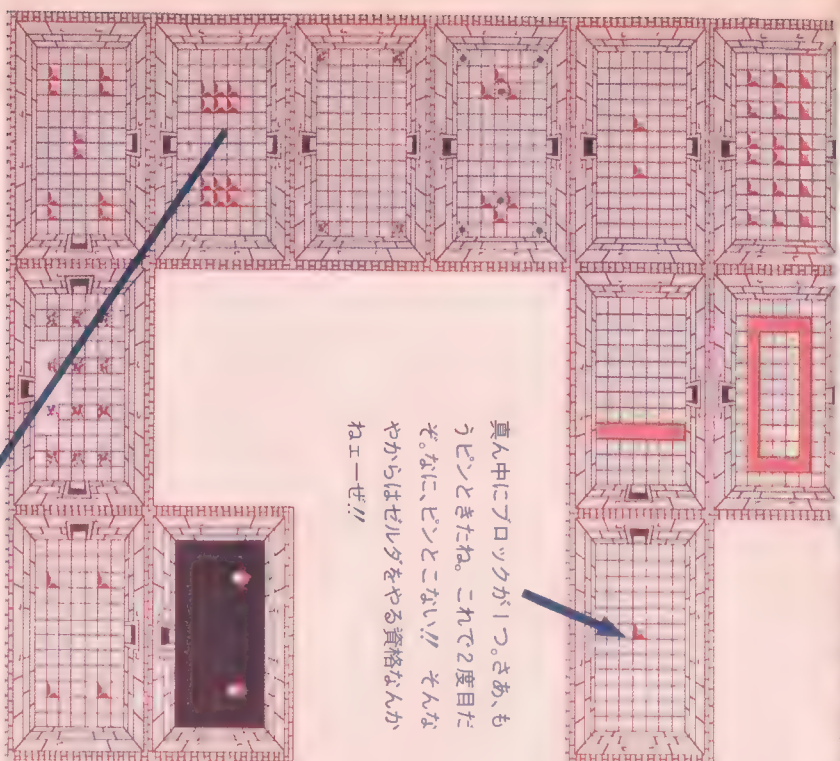 真ん中にブロックが1つ。さあ、も
うピンときたね。これで2度目だ
ぞ。なに、ピンとこない!! そんな
やからはゼルダをやる資格なんか
ねェーぜ!!